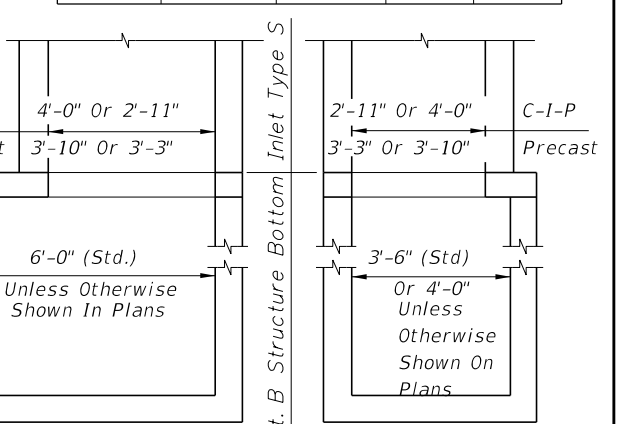 4'-0" Or 2'-11"
3'-10" Or 3'-3"
6'-0" (Std.)
Unless Otherwise
Shown In Plans
t. B Structure Bottom Inlet Type S
2'-11" Or 4'-0"
C-I-P
3'-3" Or 3'-10"
Precast
3'-6" (Std)
Or 4'-0"
Unless
Otherwise
Shown On
Plans